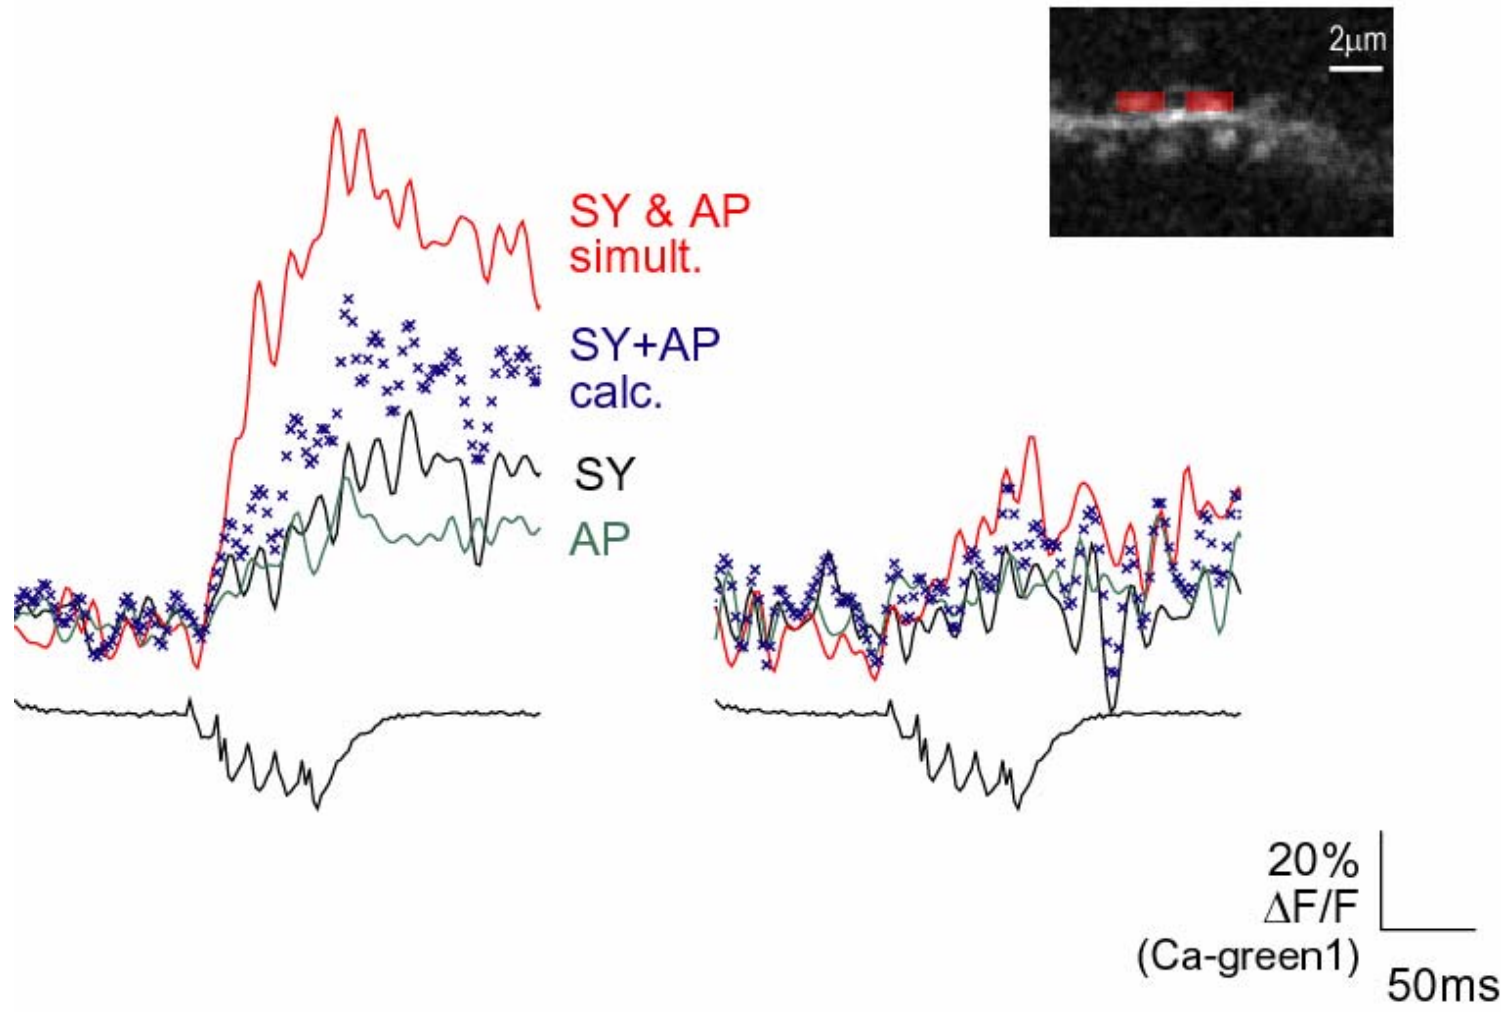 2μm
SY & AP
simult.
SY+AP
calc.
SY
AP
20%
ΔF/F
(Ca-green1)
50ms